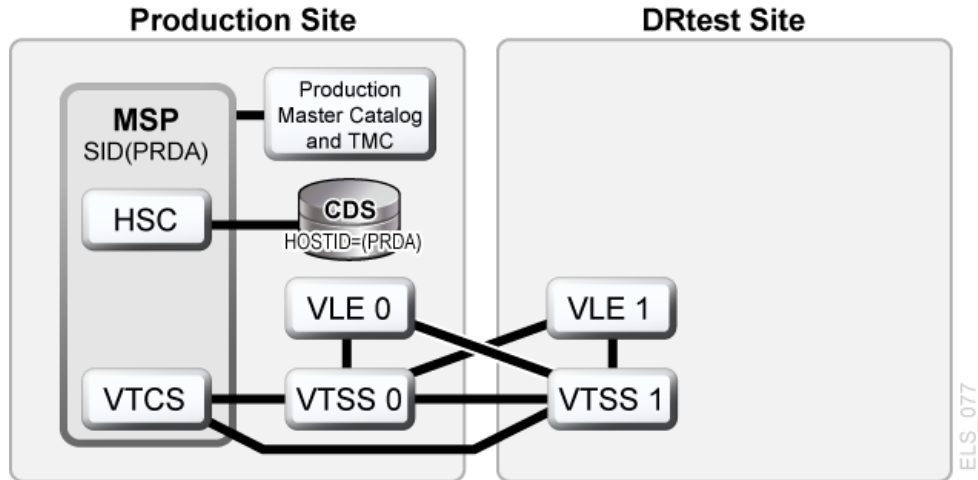 Production Site
DRtest Site
MSP
SID(PRDA)
Production
Master Catalog
and TMC
HSC
CDS
HOSTID=(PRDA)
VLE 0
VLE 1
VTCS
VTSS 0
VTSS 1
ELS_077